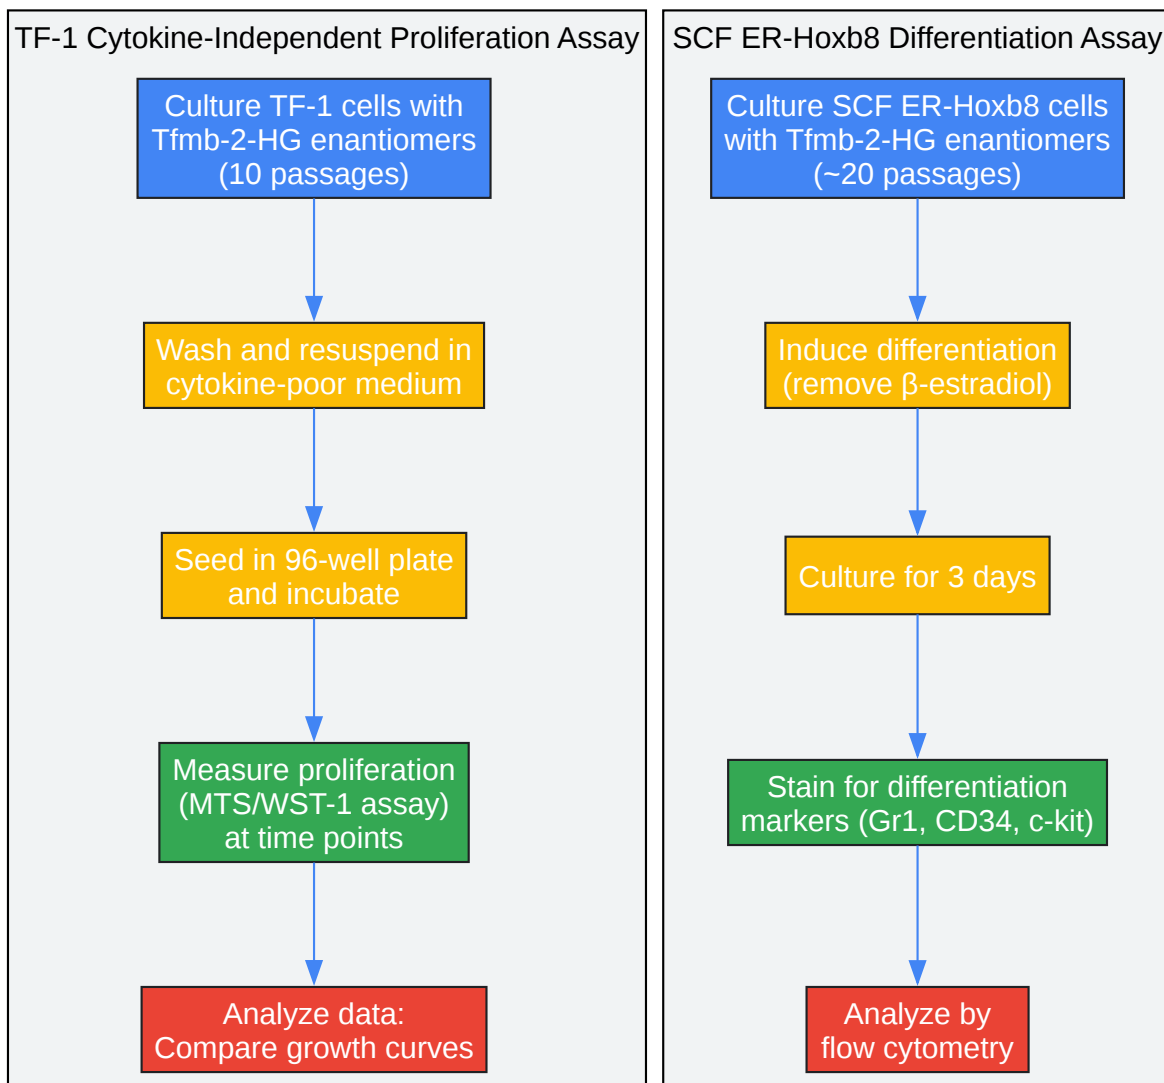 TF-1 Cytokine-Independent Proliferation Assay
Culture TF-1 cells with
Tfmb-2-HG enantiomers
(10 passages)
Wash and resuspend in
cytokine-poor medium
Seed in 96-well plate
and incubate
Measure proliferation
(MTS/WST-1 assay)
at time points
Analyze data:
Compare growth curves
SCF ER-Hoxb8 Differentiation Assay
Culture SCF ER-Hoxb8 cells
with Tfmb-2-HG enantiomers
(~20 passages)
Induce differentiation
(remove β-estradiol)
Culture for 3 days
Stain for differentiation
markers (Gr1, CD34, c-kit)
Analyze by
flow cytometry